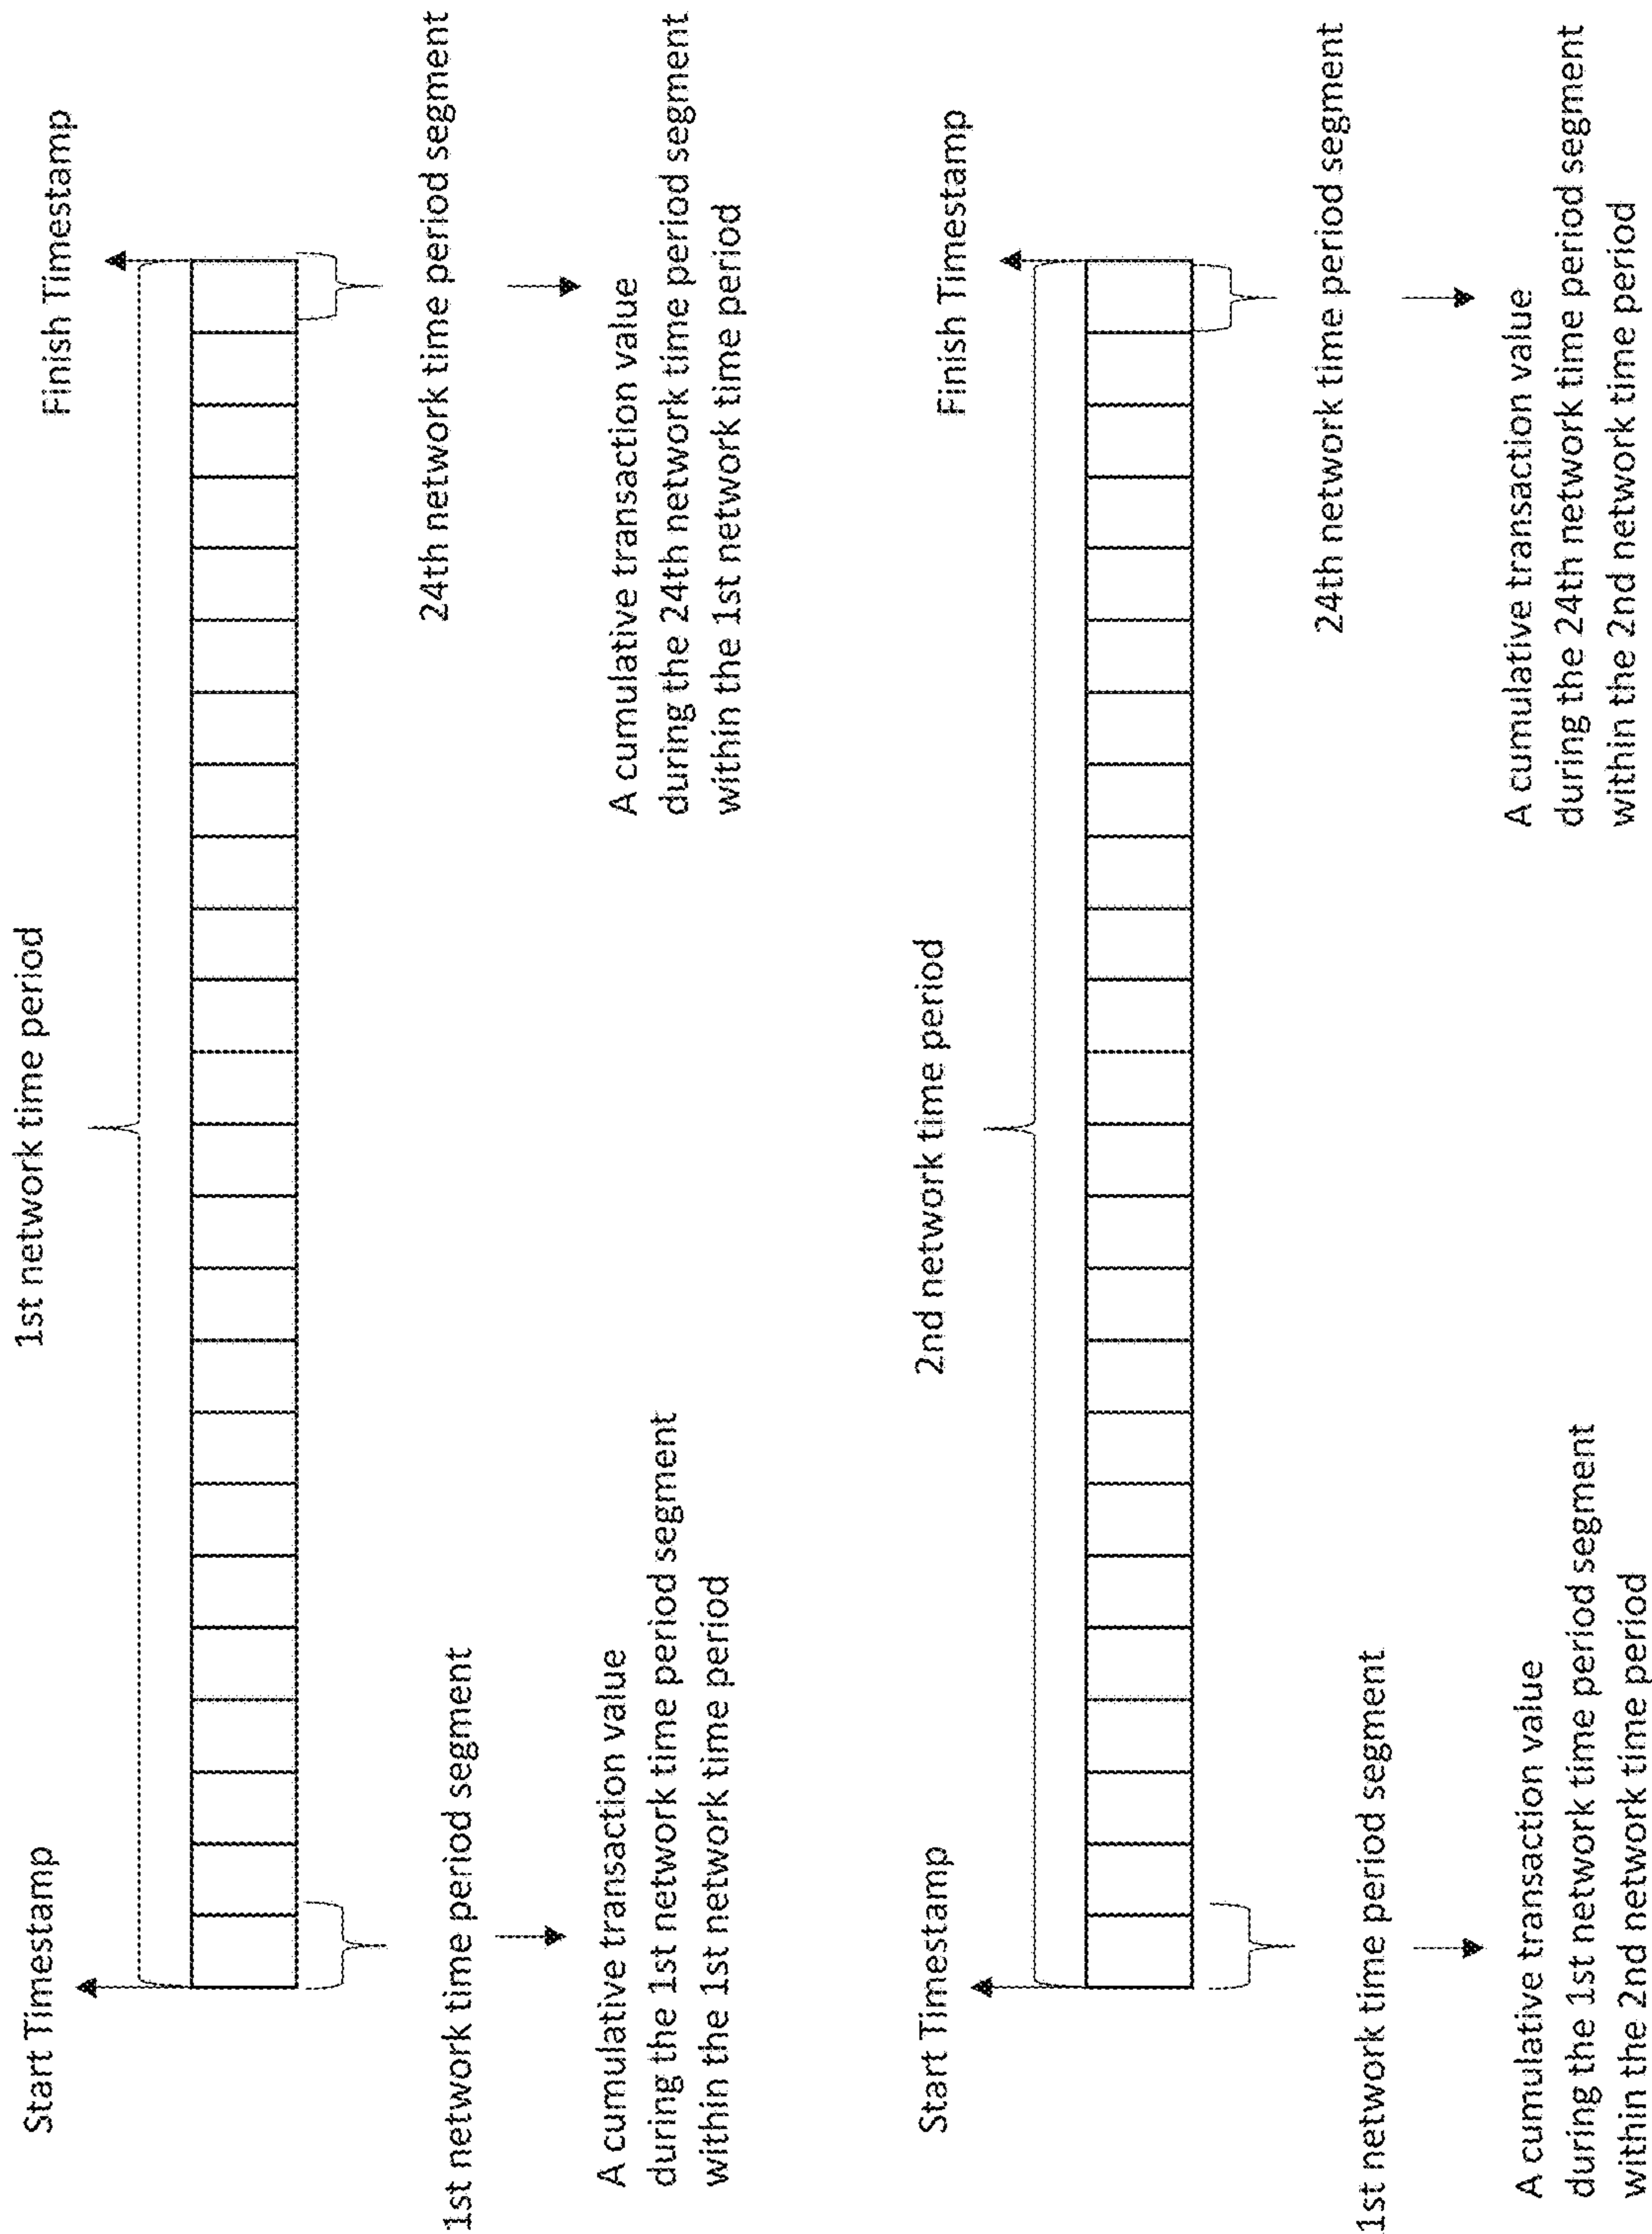 1st network time period
Start Timestamp
Finish Timestamp
1st network time period segment
24th network time period segment
A cumulative transaction value
during the 1st network time period segment
within the 1st network time period
A cumulative transaction value
during the 24th network time period segment
within the 1st network time period
2nd network time period
Start Timestamp
Finish Timestamp
1st network time period segment
24th network time period segment
A cumulative transaction value
during the 1st network time period segment
within the 2nd network time period
A cumulative transaction value
during the 24th network time period segment
within the 2nd network time period